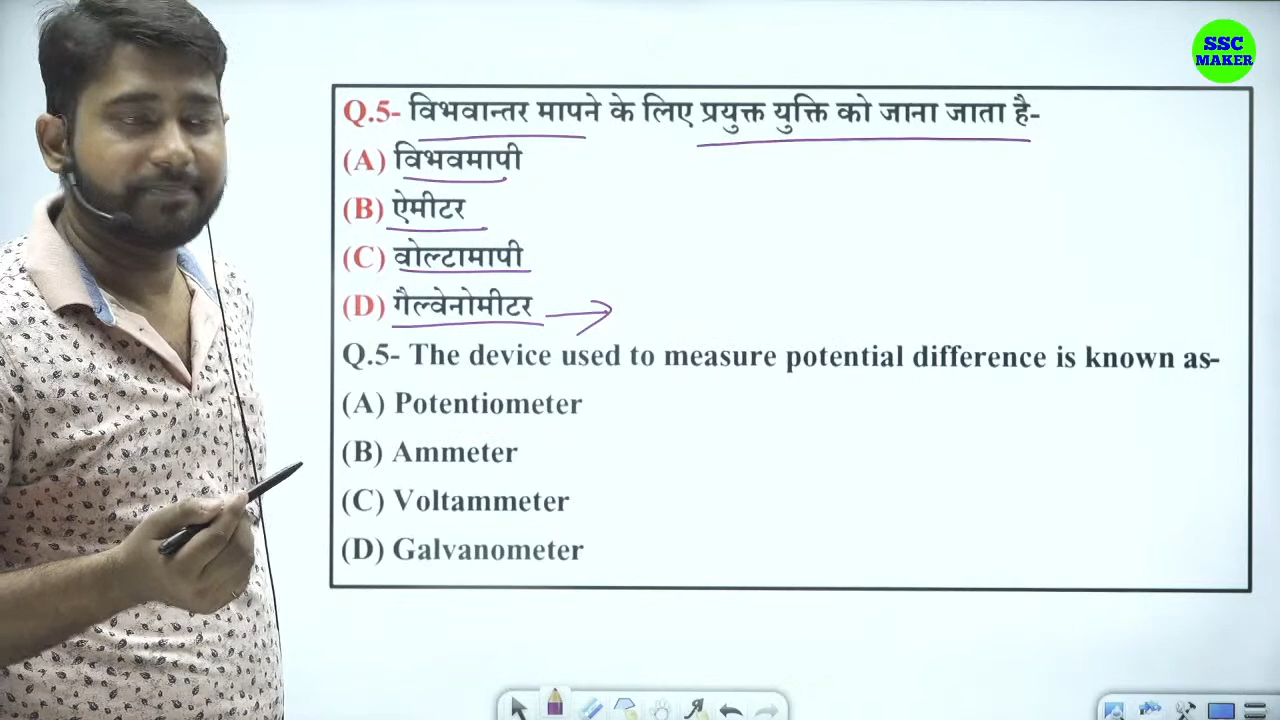 SSC
MAKER
Q.5- विभवान्तर मापने के लिए प्रयुक्त युक्ति को जाना जाता है-
(A) विभवमापी
(B) ऐमीटर
(C) वोल्टामापी
(D) गैल्वेनोमीटर
Q.5- The device used to measure potential difference is known as-
(A) Potentiometer
(B) Ammeter
(C) Voltammeter
(D) Galvanometer